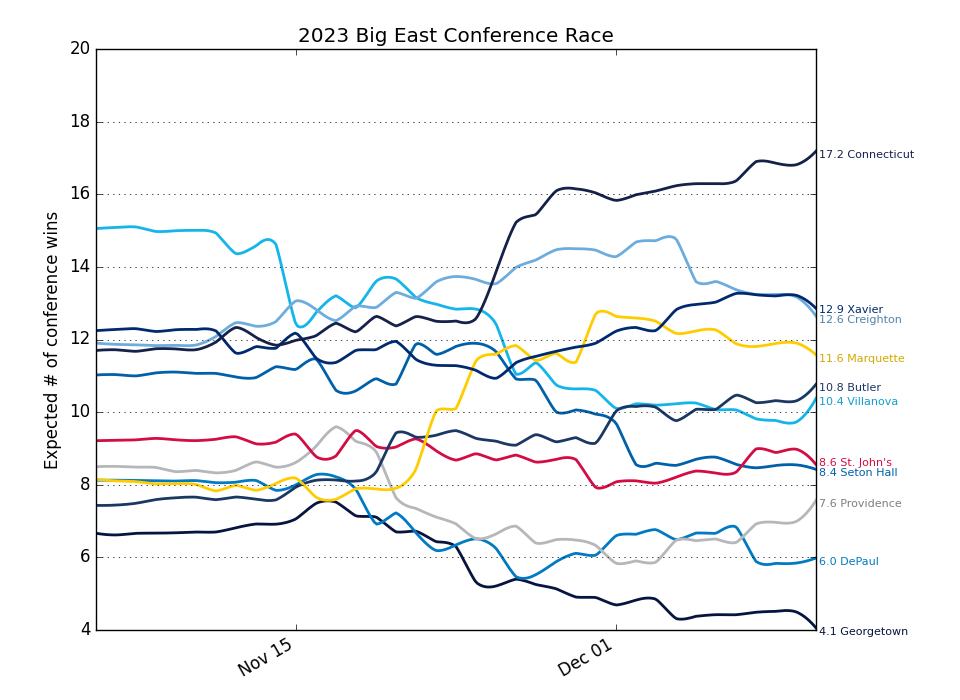 2023 Big East Conference Race
Expected # of conference wins
20
18
16
14
12
10
8
6
4
Nov 15
Dec 01
17.2 Connecticut
12.9 Xavier
12.6 Creighton
11.6 Marquette
10.8 Butler
10.4 Villanova
8.6 St. John's
8.4 Seton Hall
7.6 Providence
6.0 DePaul
4.1 Georgetown